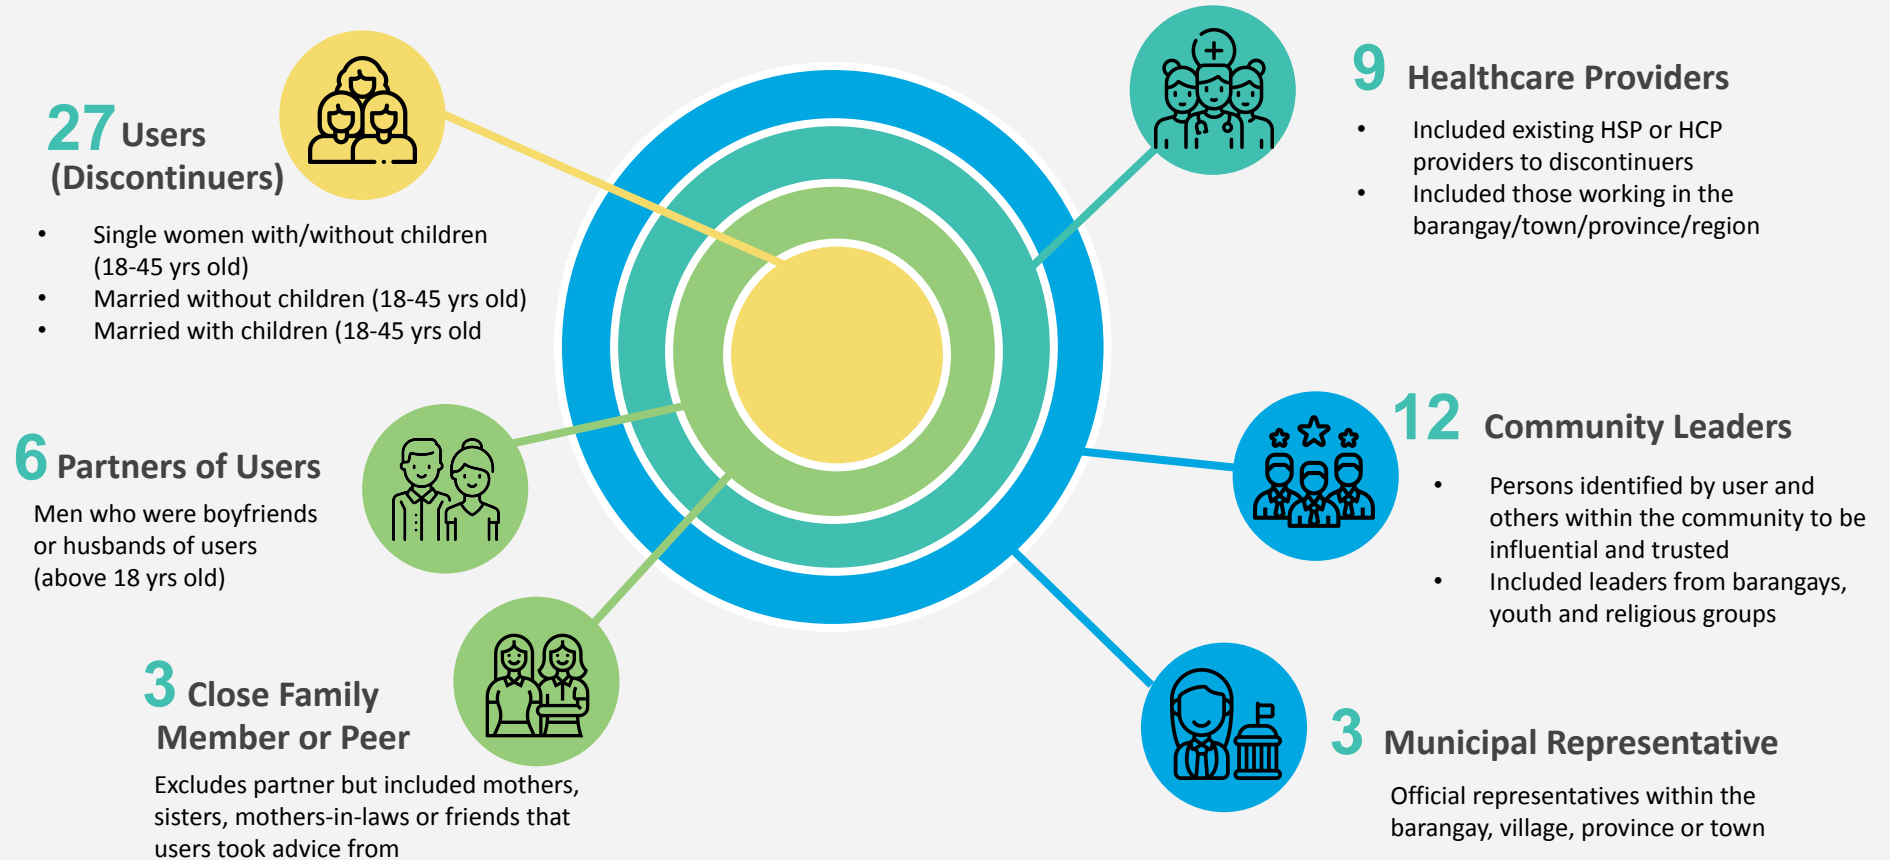 27 Users
(Discontinuers)
• Single women with/without children
(18-45 yrs old)
• Married without children (18-45 yrs old)
• Married with children (18-45 yrs old
6 Partners of Users
Men who were boyfriends
or husbands of users
(above 18 yrs old)
3 Close Family
Member or Peer
Excludes partner but included mothers,
sisters, mothers-in-laws or friends that
users took advice from
9 Healthcare Providers
• Included existing HSP or HCP
providers to discontinuers
• Included those working in the
barangay/town/province/region
12 Community Leaders
• Persons identified by user and
others within the community to be
influential and trusted
• Included leaders from barangays,
youth and religious groups
3 Municipal Representative
Official representatives within the
barangay, village, province or town